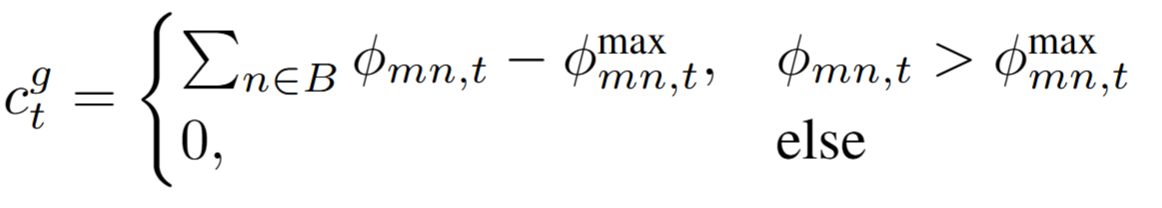 c_t^g = { ∑_{n∈B} ϕ_{mn,t} − ϕ_{mn,t}^{max}, ϕ_{mn,t} > ϕ_{mn,t}^{max}
0, else